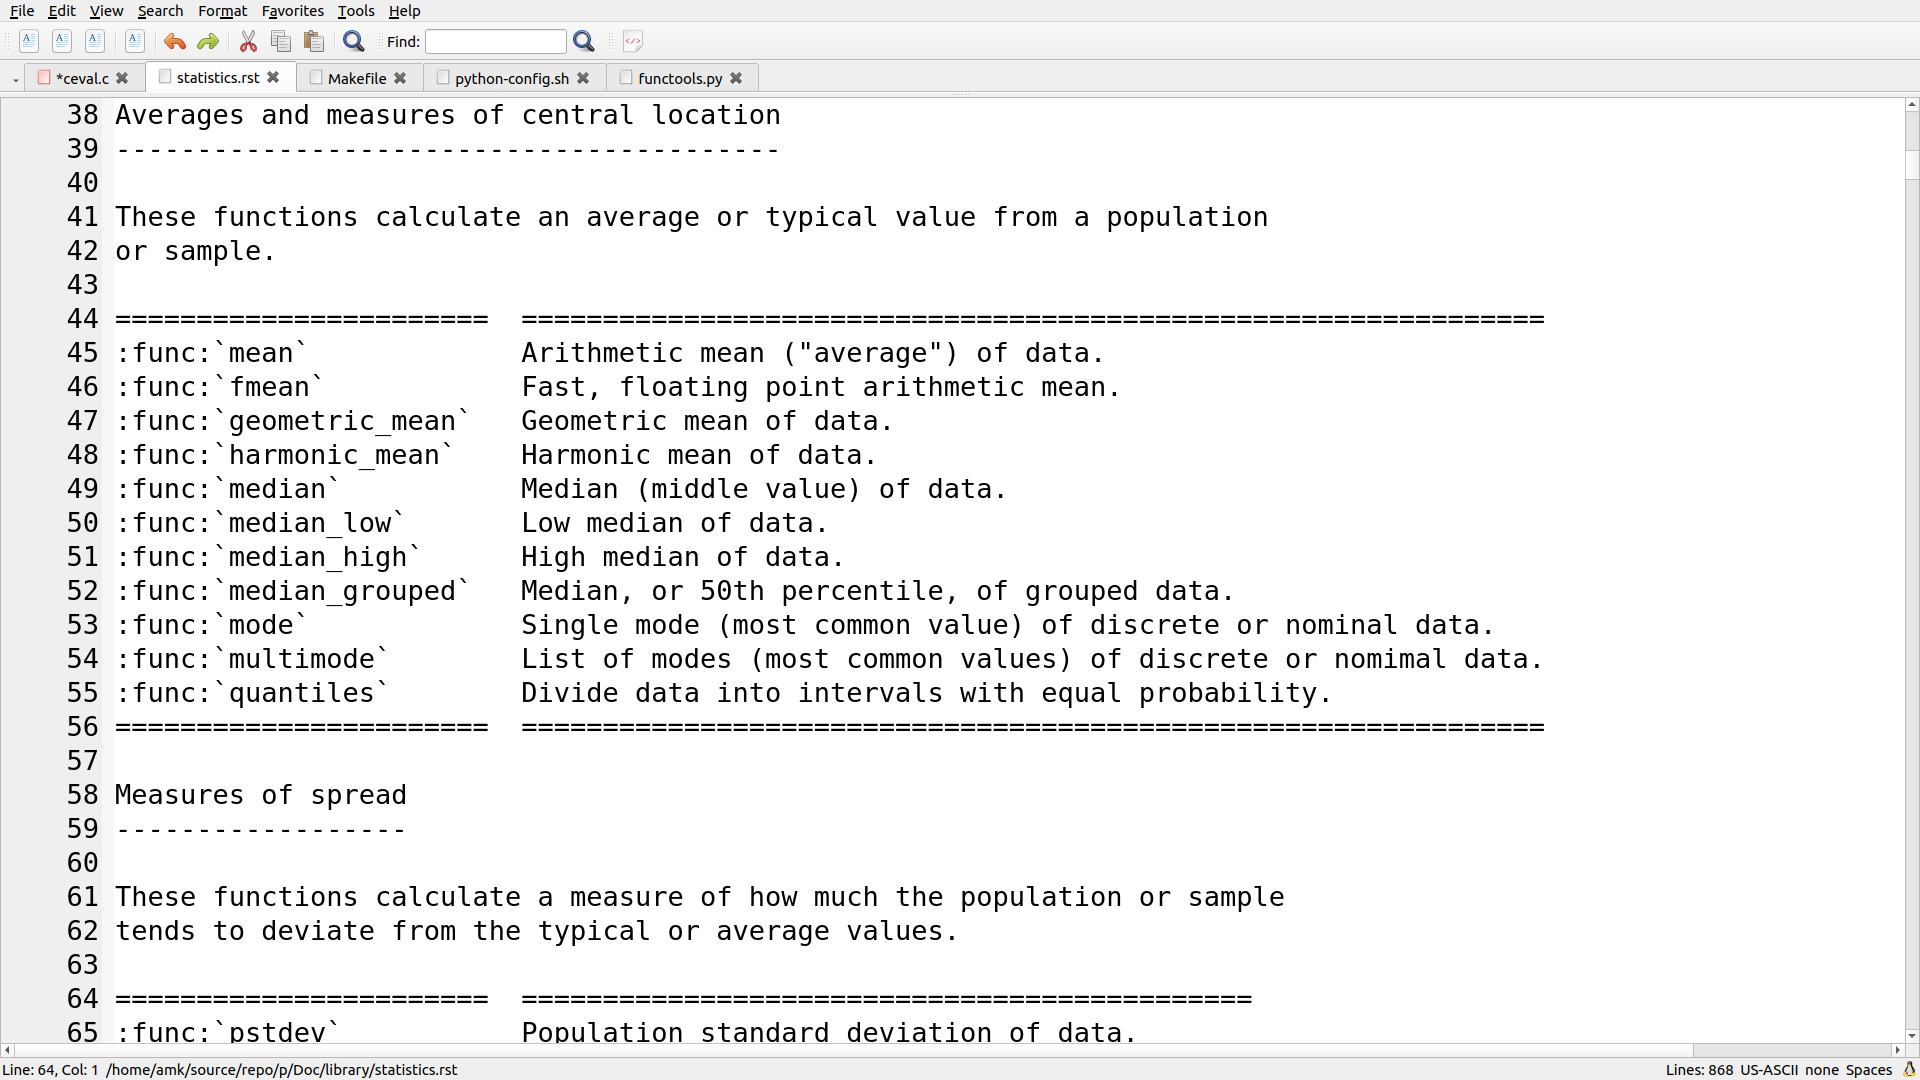 File Edit View Search Format Favorites Tools Help
Find:
*ceval.c statistics.rst Makefile python-config.sh functools.py
38 Averages and measures of central location
39 -----------------------------------------
40
41 These functions calculate an average or typical value from a population
42 or sample.
43
44 =======================  ===============================================================
45 :func:`mean`             Arithmetic mean ("average") of data.
46 :func:`fmean`            Fast, floating point arithmetic mean.
47 :func:`geometric_mean`   Geometric mean of data.
48 :func:`harmonic_mean`    Harmonic mean of data.
49 :func:`median`           Median (middle value) of data.
50 :func:`median_low`       Low median of data.
51 :func:`median_high`      High median of data.
52 :func:`median_grouped`   Median, or 50th percentile, of grouped data.
53 :func:`mode`             Single mode (most common value) of discrete or nominal data.
54 :func:`multimode`        List of modes (most common values) of discrete or nomimal data.
55 :func:`quantiles`        Divide data into intervals with equal probability.
56 =======================  ===============================================================
57
58 Measures of spread
59 ------------------
60
61 These functions calculate a measure of how much the population or sample
62 tends to deviate from the typical or average values.
63
64 =======================  =============================================
65 :func:`pstdev`           Population standard deviation of data.
Line: 64, Col: 1 /home/amk/source/repo/p/Doc/library/statistics.rst Lines: 868 US-ASCII none Spaces